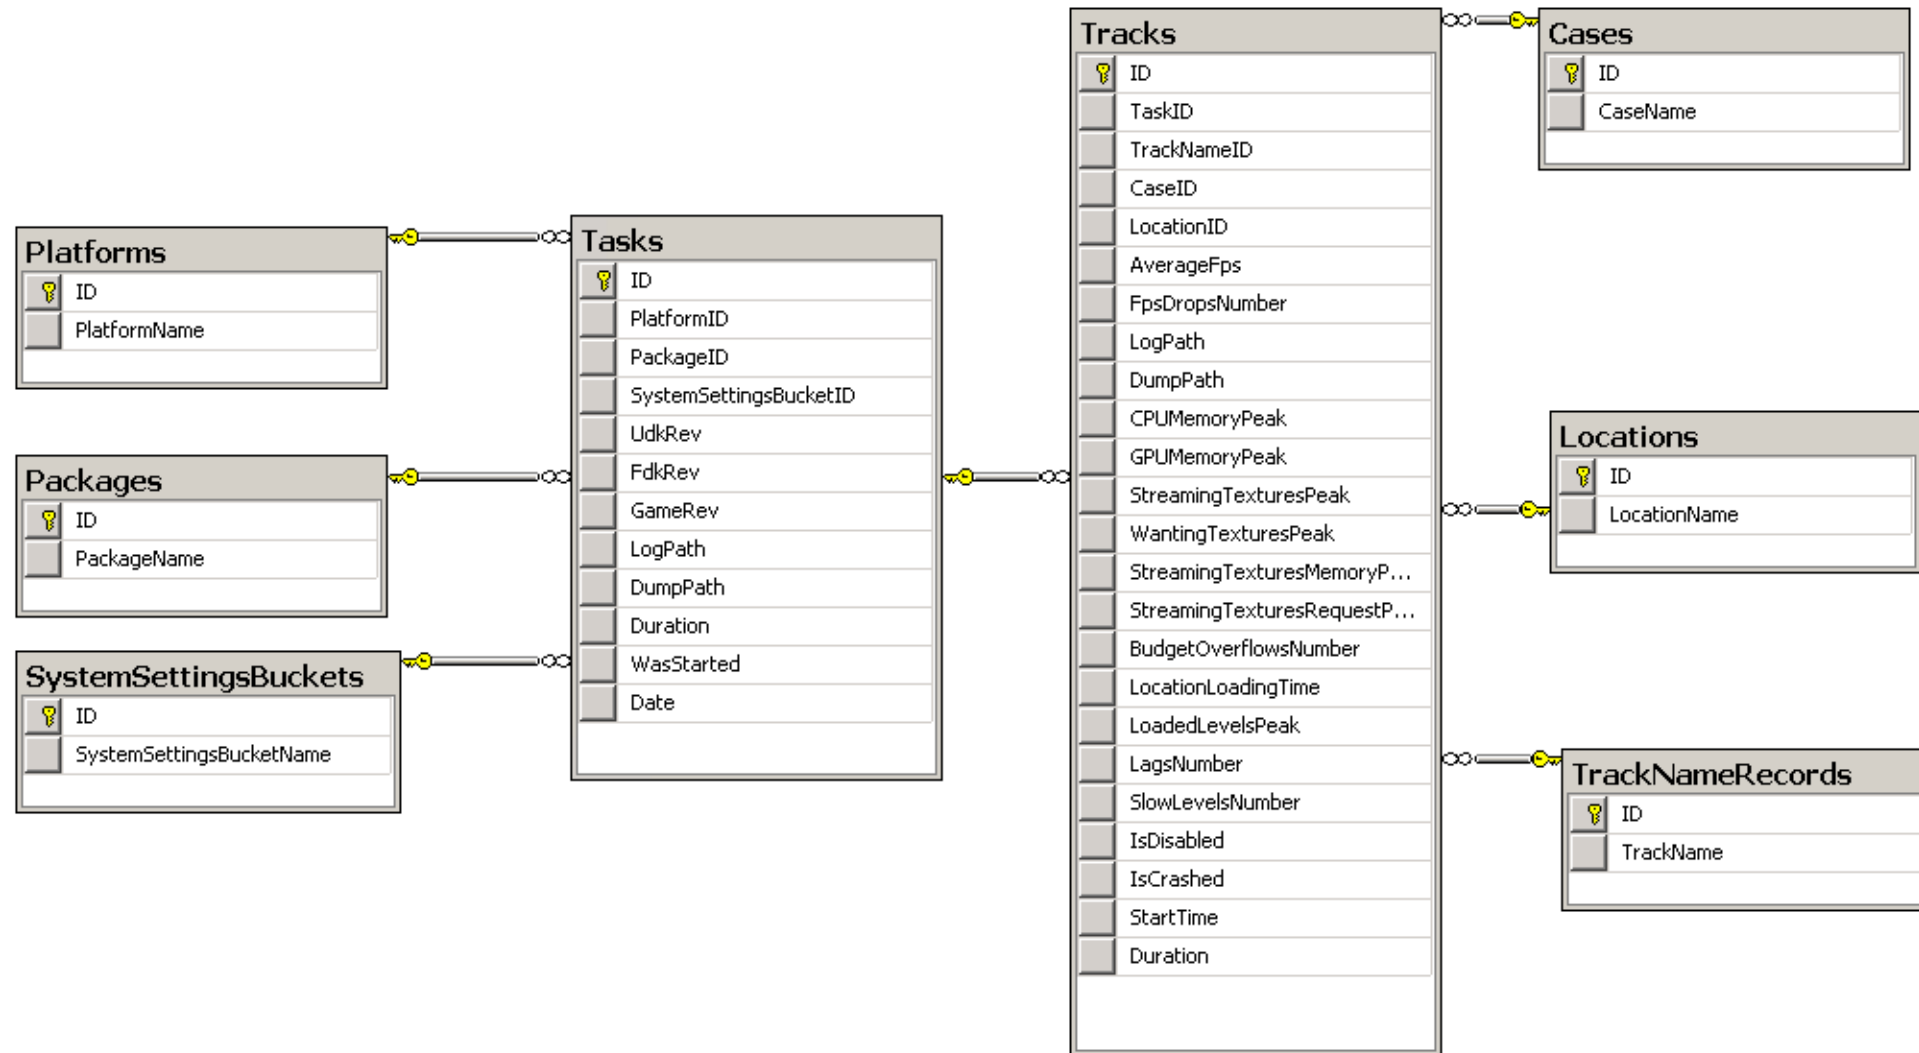 Platforms
ID
PlatformName
Packages
ID
PackageName
SystemSettingsBuckets
ID
SystemSettingsBucketName
Tasks
ID
PlatformID
PackageID
SystemSettingsBucketID
UdkRev
FdkRev
GameRev
LogPath
DumpPath
Duration
WasStarted
Date
Tracks
ID
TaskID
TrackNameID
CaseID
LocationID
AverageFps
FpsDropsNumber
LogPath
DumpPath
CPUMemoryPeak
GPUMemoryPeak
StreamingTexturesPeak
WantingTexturesPeak
StreamingTexturesMemoryP...
StreamingTexturesRequestP...
BudgetOverflowsNumber
LocationLoadingTime
LoadedLevelsPeak
LagsNumber
SlowLevelsNumber
IsDisabled
IsCrashed
StartTime
Duration
Cases
ID
CaseName
Locations
ID
LocationName
TrackNameRecords
ID
TrackName